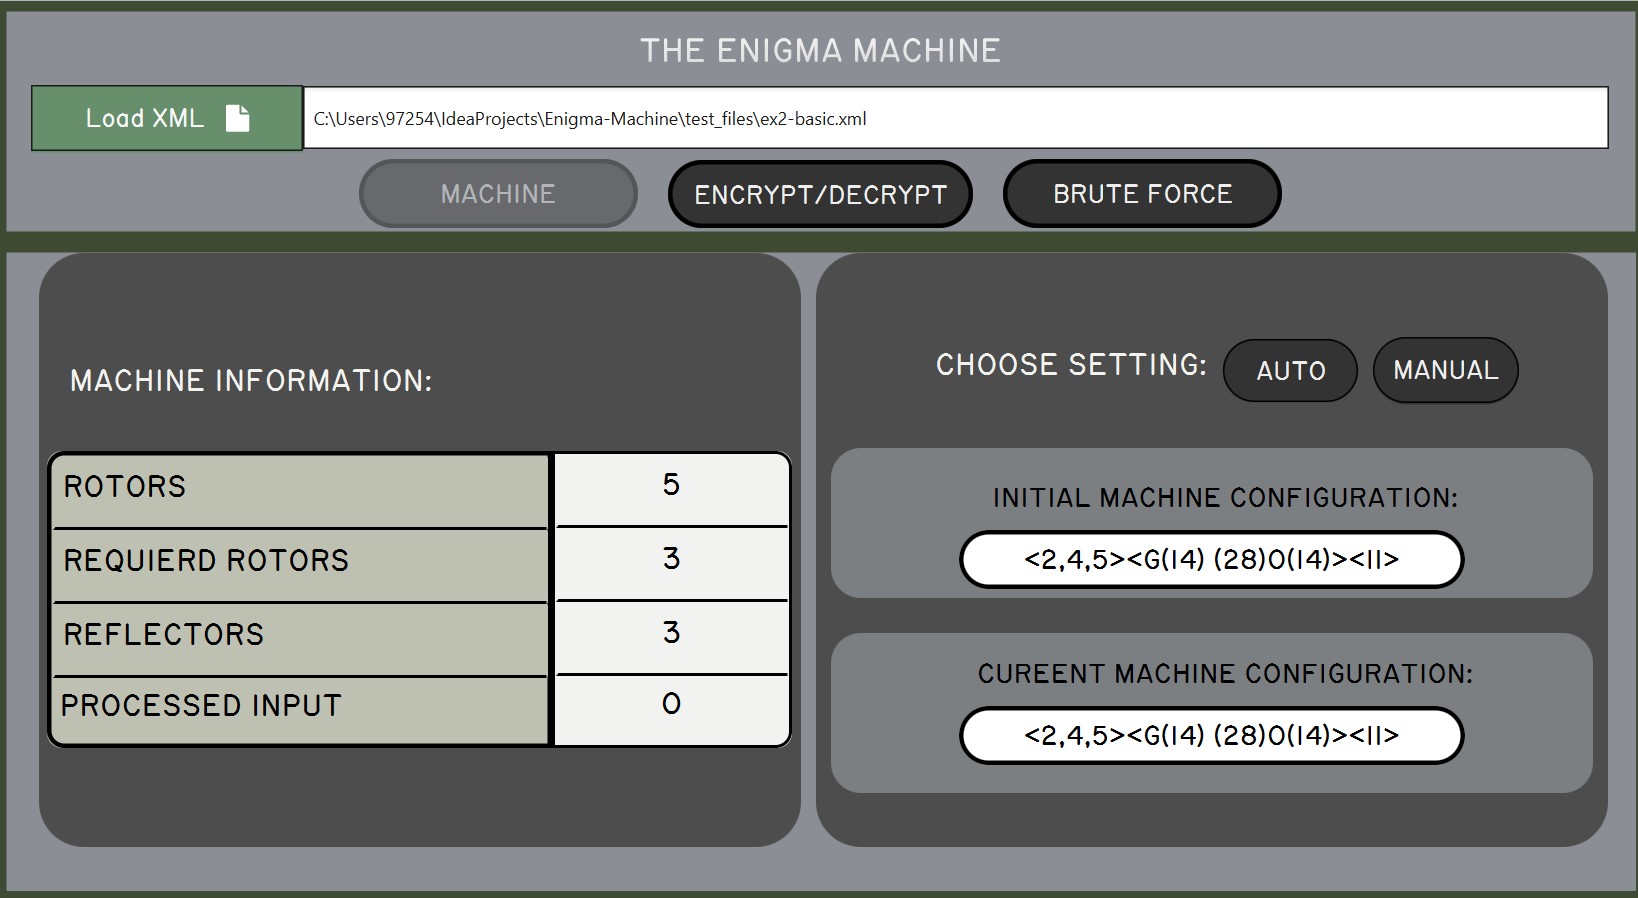 THE ENIGMA MACHINE
Load XML
C:\Users\97254\IdeaProjects\Enigma-Machine\test_files\ex2-basic.xml
MACHINE
ENCRYPT/DECRYPT
BRUTE FORCE
MACHINE INFORMATION:
ROTORS 5
REQUIERD ROTORS 3
REFLECTORS 3
PROCESSED INPUT 0
CHOOSE SETTING: AUTO MANUAL
INITIAL MACHINE CONFIGURATION:
<2,4,5><G(14) (28)O(14)><II>
CUREENT MACHINE CONFIGURATION:
<2,4,5><G(14) (28)O(14)><II>